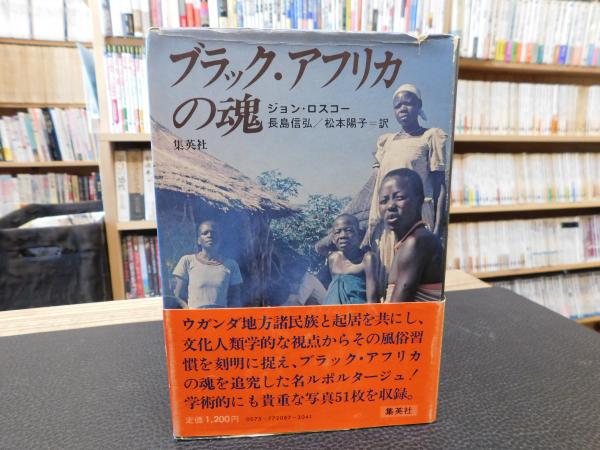 ブラック・アフリカ
の魂
ジョン・ロスコー
長島信弘／松本陽子＝訳
集英社
ウガンダ地方諸民族と起居を共にし、
文化人類学的な視点からその風俗習
慣を刻明に捉え、ブラック・アフリカ
の魂を追究した名ルポルタージュ！
学術的にも貴重な写真51枚を収録。
定価1,200円
0073-772087-3041
集英社